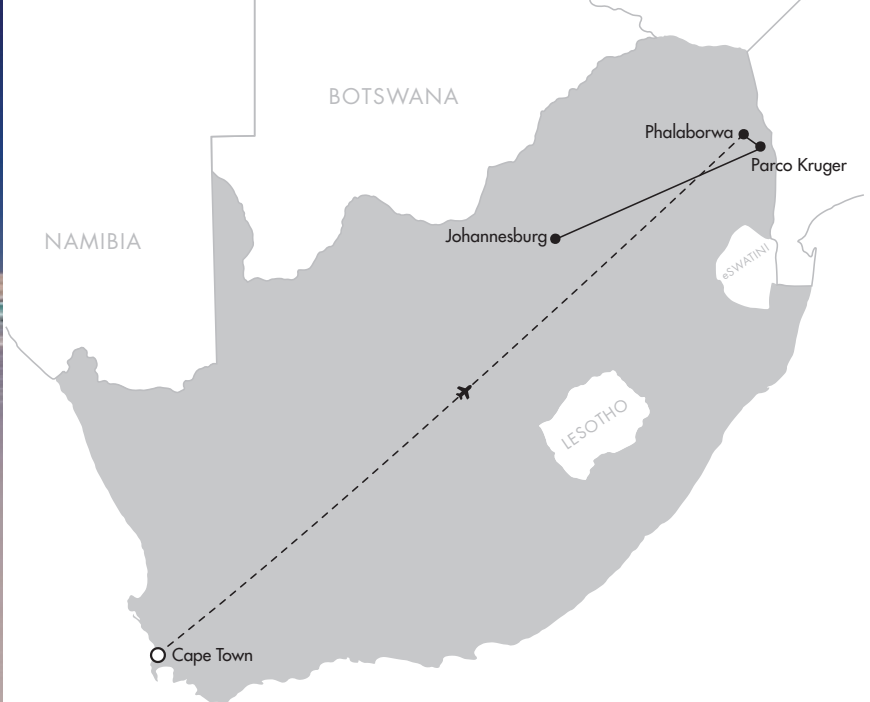 BOTSWANA
Phalaborwa
Parco Kruger
NAMIBIA
Johannesburg
eSWATINI
LESOTHO
Cape Town